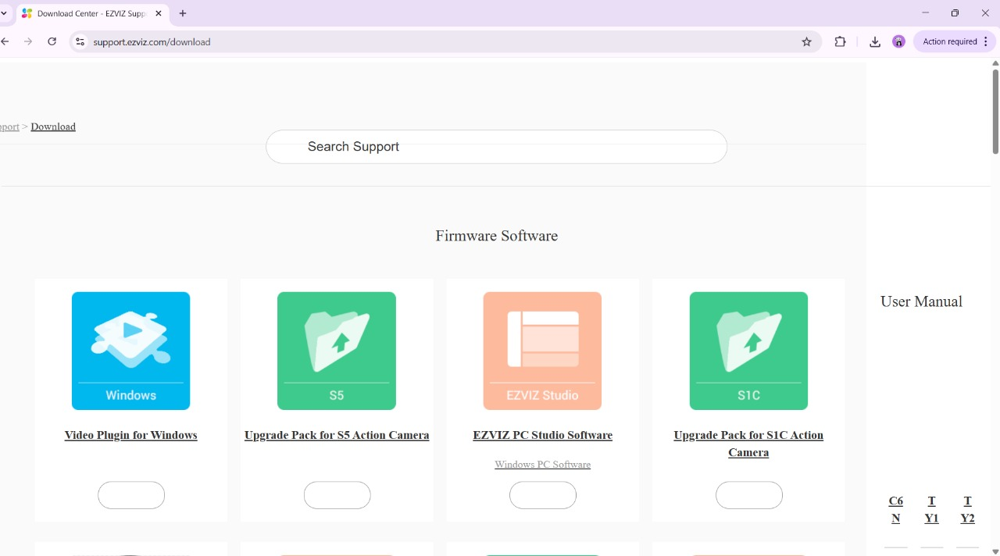 Download Center - EZVIZ Supp
support.ezviz.com/download
Action required
pport > Download
Search Support
Firmware Software
User Manual
Windows
S5
EZVIZ Studio
S1C
Video Plugin for Windows
Upgrade Pack for S5 Action Camera
EZVIZ PC Studio Software
Windows PC Software
Upgrade Pack for S1C Action
Camera
C6
N
T
Y1
T
Y2